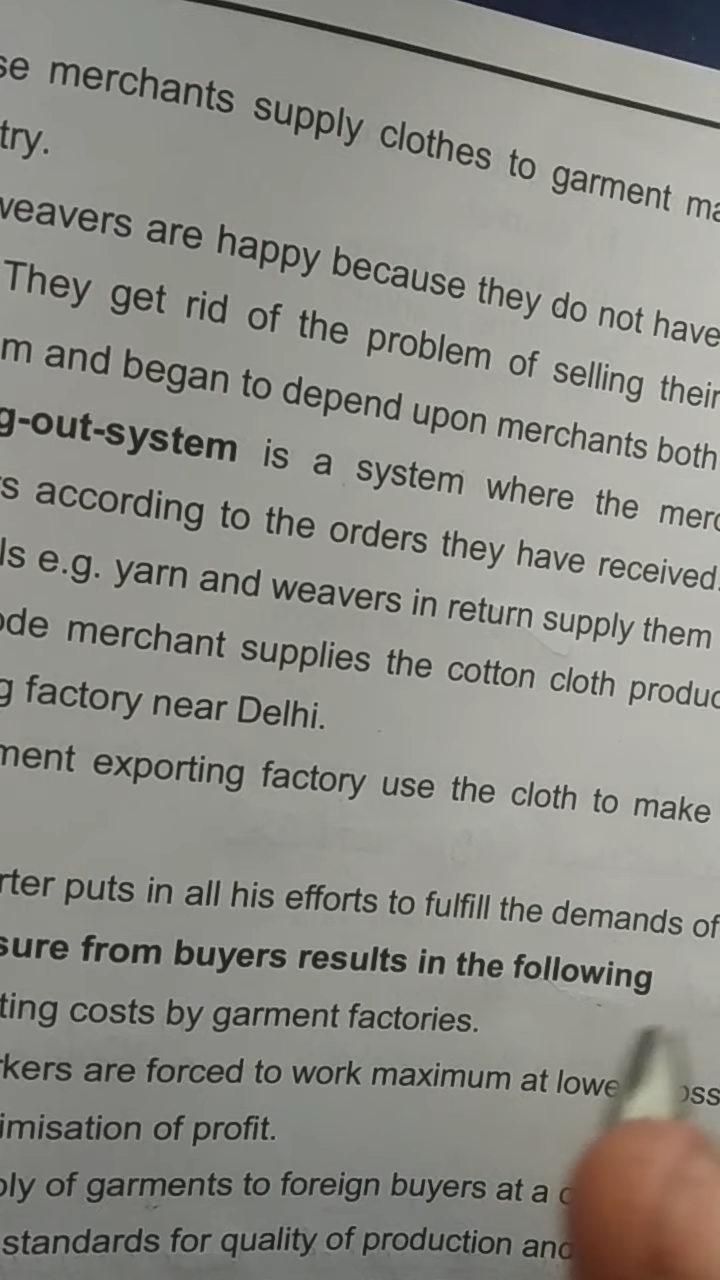 se merchants supply clothes to garment ma
try.
weavers are happy because they do not have
They get rid of the problem of selling their
m and began to depend upon merchants both
g-out-system is a system where the merc
s according to the orders they have received.
ls e.g. yarn and weavers in return supply them
ode merchant supplies the cotton cloth produc
g factory near Delhi.
ment exporting factory use the cloth to make
rter puts in all his efforts to fulfill the demands of
sure from buyers results in the following
ting costs by garment factories.
kers are forced to work maximum at lowe oss
imisation of profit.
ply of garments to foreign buyers at a c
standards for quality of production and